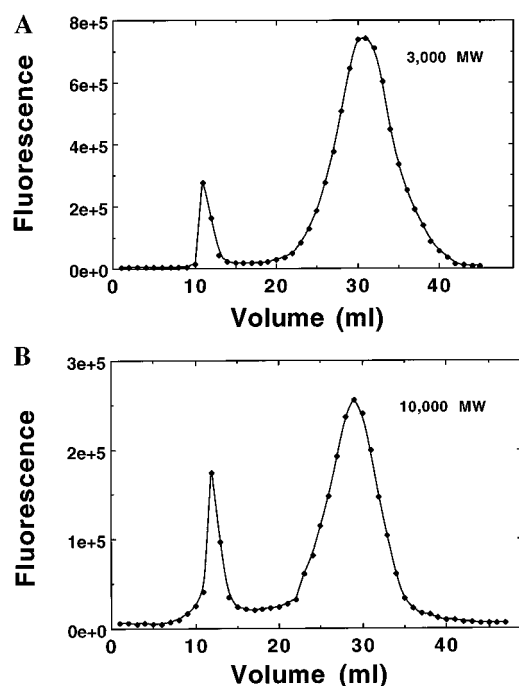 A
8e+5
3,000 MW
6e+5
Fluorescence
4e+5
2e+5
0e+0
0 10 20 30 40
Volume (ml)
B
3e+5
10,000 MW
2e+5
Fluorescence
1e+5
0e+0
0 10 20 30 40
Volume (ml)